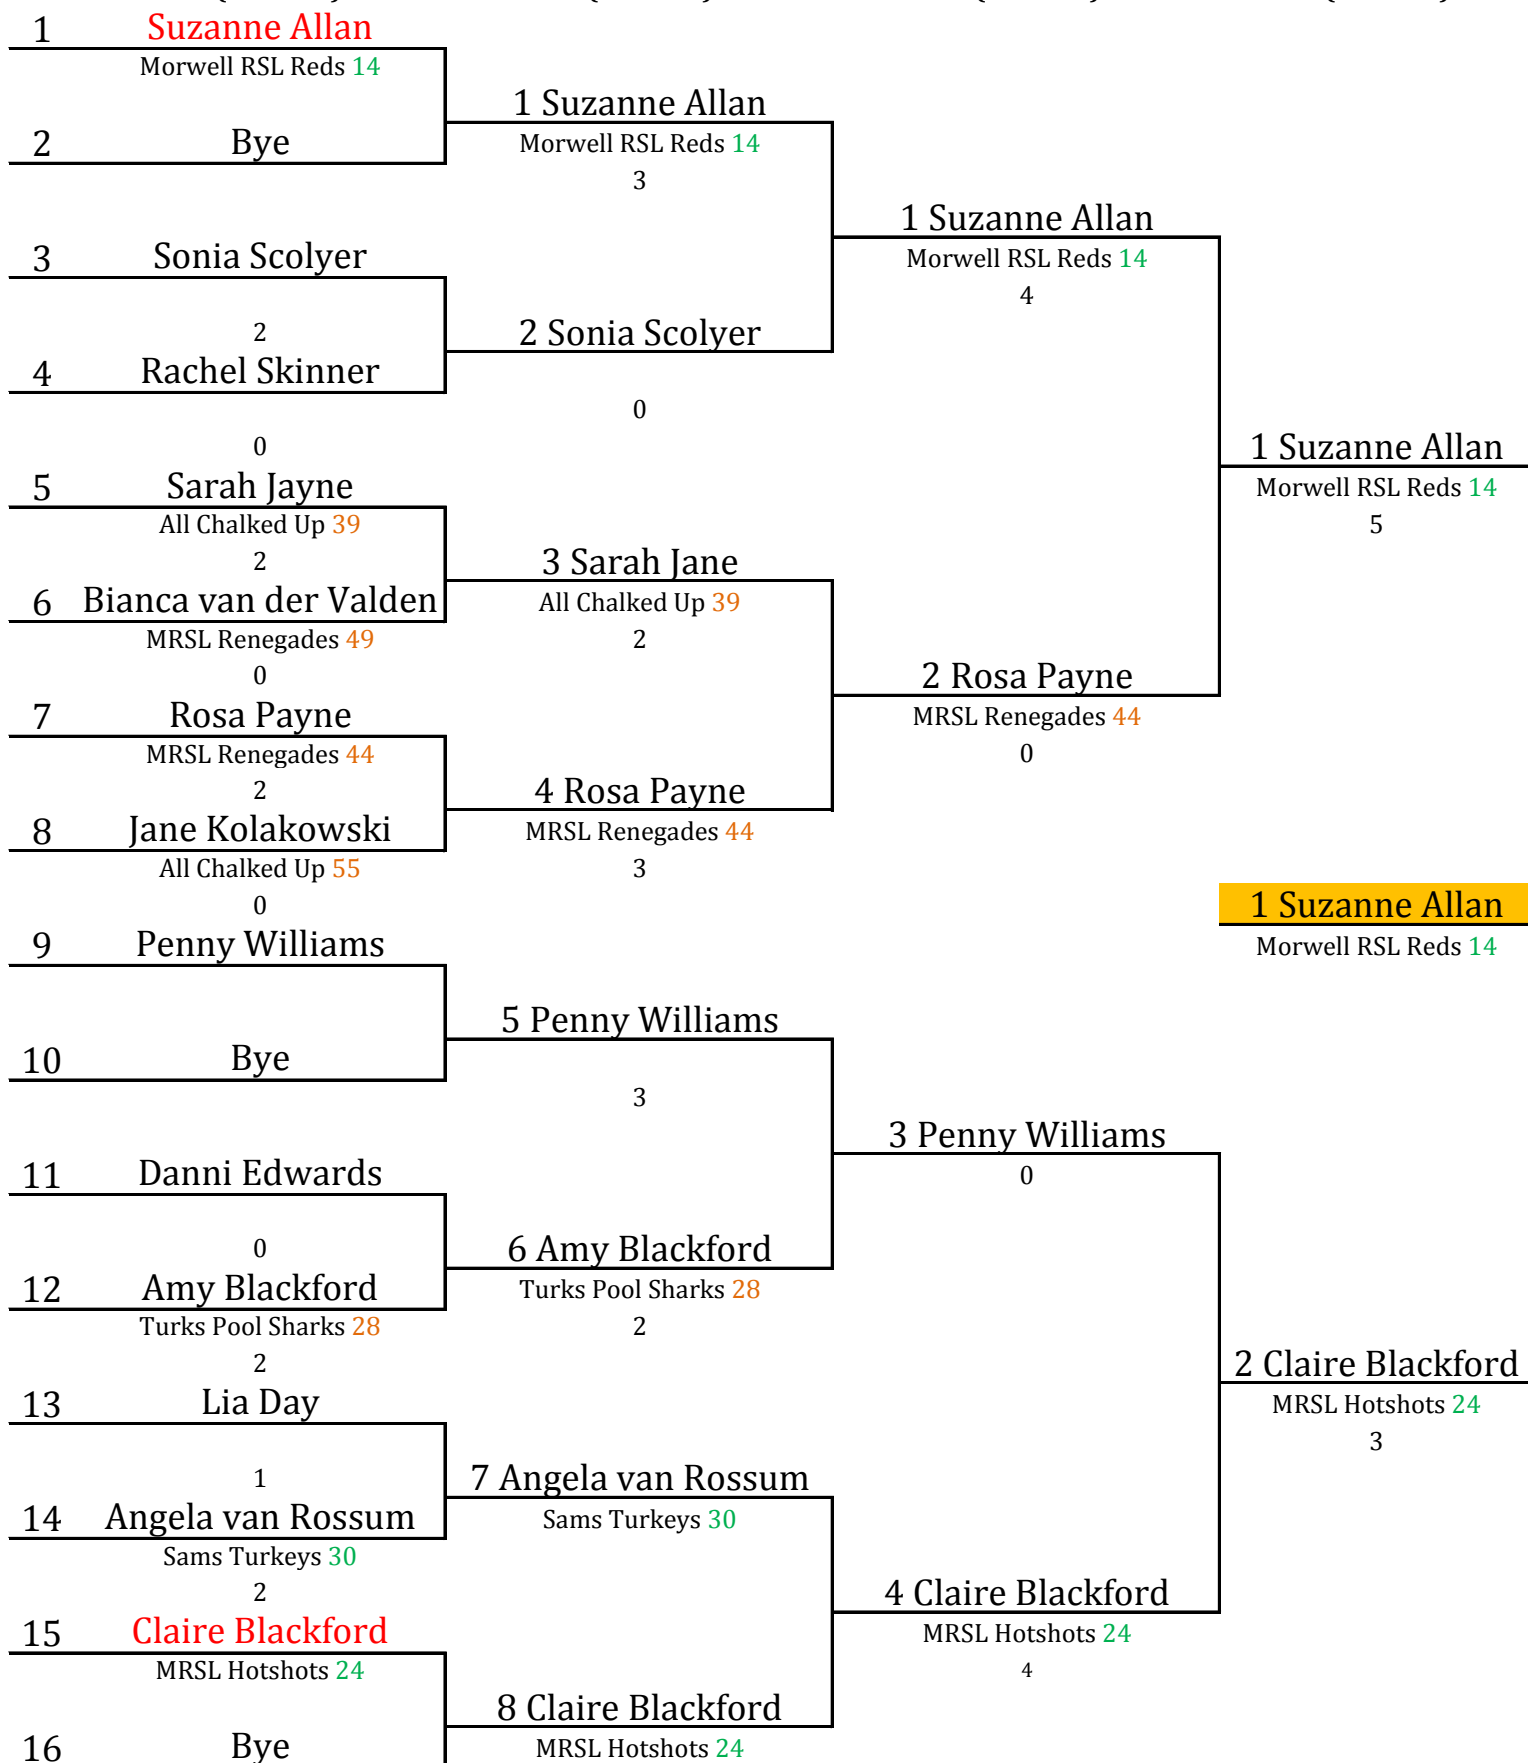 1 Suzanne Allan
Morwell RSL Reds 14
2 Bye
3 Sonia Scolyer
2
4 Rachel Skinner
0
5 Sarah Jayne
All Chalked Up 39
2
6 Bianca van der Valden
MRSL Renegades 49
0
7 Rosa Payne
MRSL Renegades 44
2
8 Jane Kolakowski
All Chalked Up 55
0
9 Penny Williams
10 Bye
11 Danni Edwards
0
12 Amy Blackford
Turks Pool Sharks 28
2
13 Lia Day
1
14 Angela van Rossum
Sams Turkeys 30
2
15 Claire Blackford
MRSL Hotshots 24
16 Bye
1 Suzanne Allan
Morwell RSL Reds 14
3
2 Sonia Scolyer
0
3 Sarah Jane
All Chalked Up 39
2
4 Rosa Payne
MRSL Renegades 44
3
5 Penny Williams
3
6 Amy Blackford
Turks Pool Sharks 28
2
7 Angela van Rossum
Sams Turkeys 30
8 Claire Blackford
MRSL Hotshots 24
1 Suzanne Allan
Morwell RSL Reds 14
4
2 Rosa Payne
MRSL Renegades 44
0
3 Penny Williams
0
4 Claire Blackford
MRSL Hotshots 24
4
1 Suzanne Allan
Morwell RSL Reds 14
5
1 Suzanne Allan
Morwell RSL Reds 14
2 Claire Blackford
MRSL Hotshots 24
3